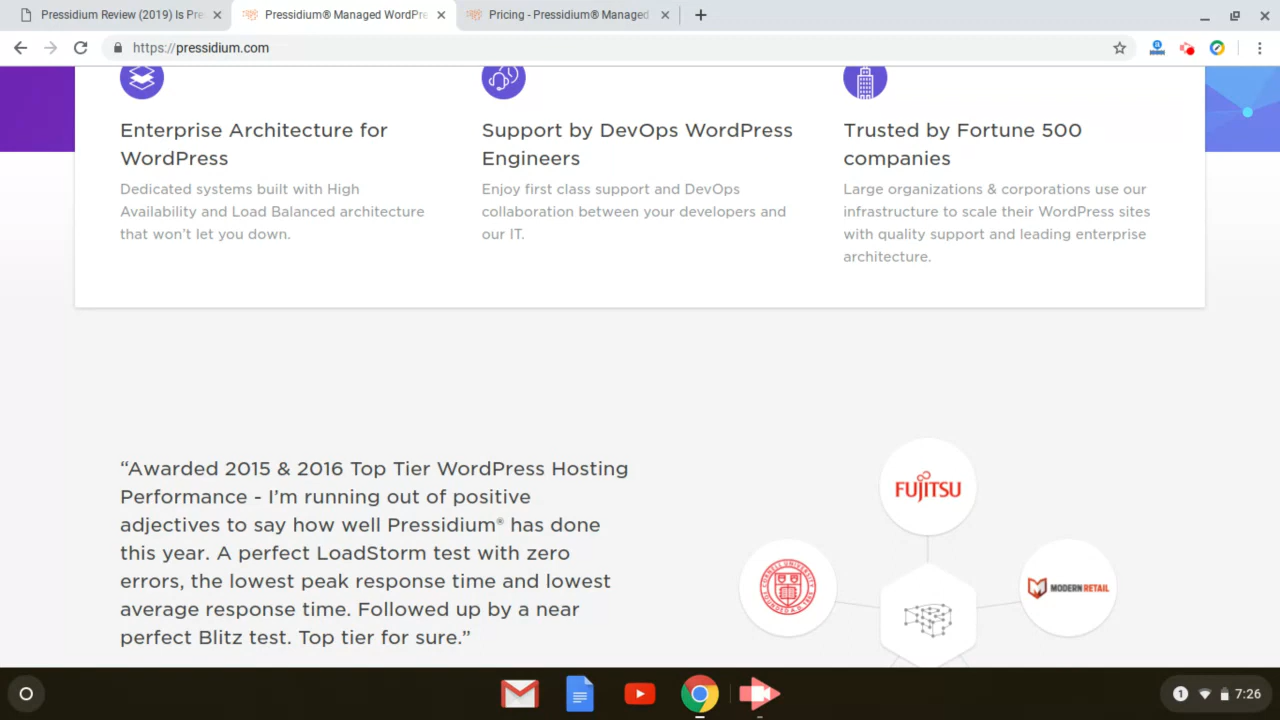 Pressidium Review (2019) Is Pre
Pressidium® Managed WordPre
Pricing - Pressidium® Managed
https://pressidium.com
Enterprise Architecture for
WordPress
Dedicated systems built with High
Availability and Load Balanced architecture
that won't let you down.
Support by DevOps WordPress
Engineers
Enjoy first class support and DevOps
collaboration between your developers and
our IT.
Trusted by Fortune 500
companies
Large organizations & corporations use our
infrastructure to scale their WordPress sites
with quality support and leading enterprise
architecture.
“Awarded 2015 & 2016 Top Tier WordPress Hosting
Performance - I'm running out of positive
adjectives to say how well Pressidium® has done
this year. A perfect LoadStorm test with zero
errors, the lowest peak response time and lowest
average response time. Followed up by a near
perfect Blitz test. Top tier for sure.”
FUJITSU
CORNELL UNIVERSITY
MODERN RETAIL
1
7:26